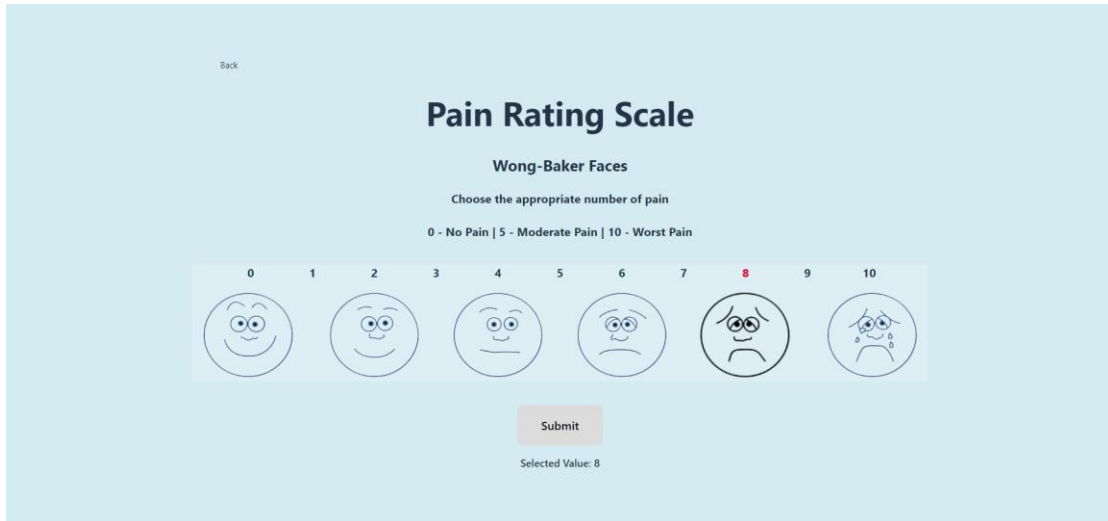 Back
Pain Rating Scale
Wong-Baker Faces
Choose the appropriate number of pain
0 - No Pain | 5 - Moderate Pain | 10 - Worst Pain
0 1 2 3 4 5 6 7 8 9 10
Submit
Selected Value: 8